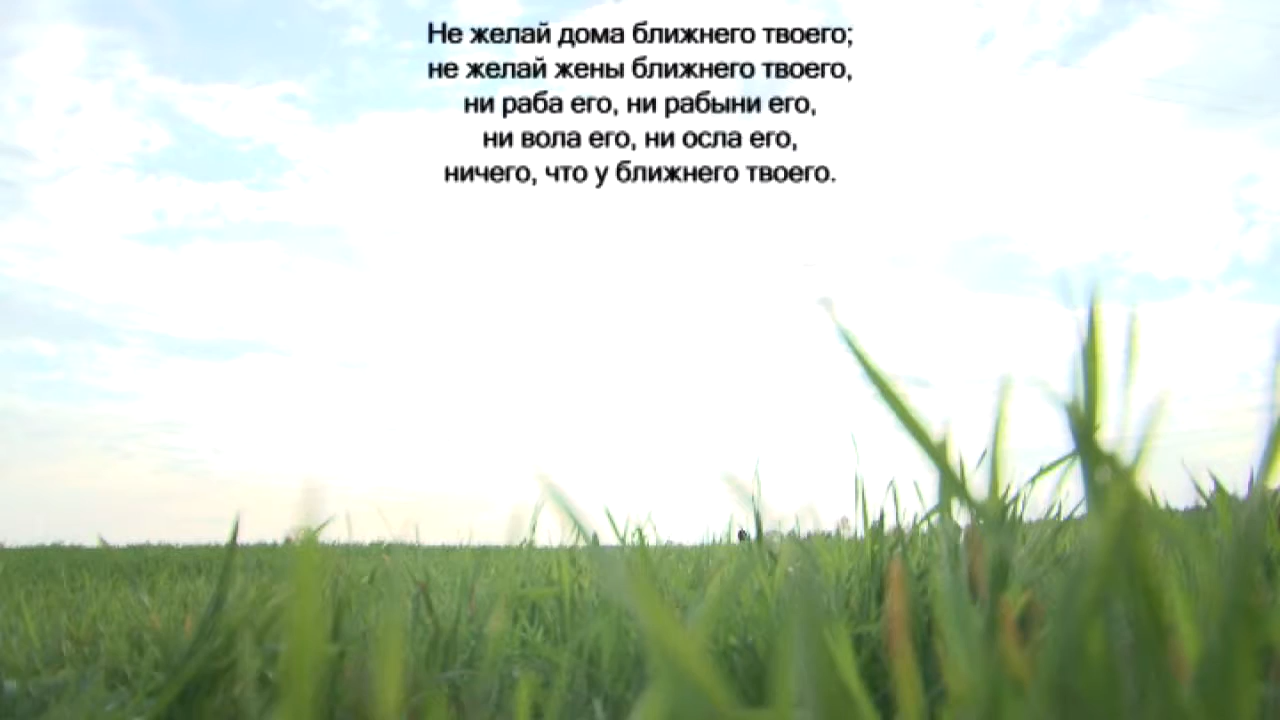 Не желай дома ближнего твоего;
не желай жены ближнего твоего,
ни раба его, ни рабыни его,
ни вола его, ни осла его,
ничего, что у ближнего твоего.